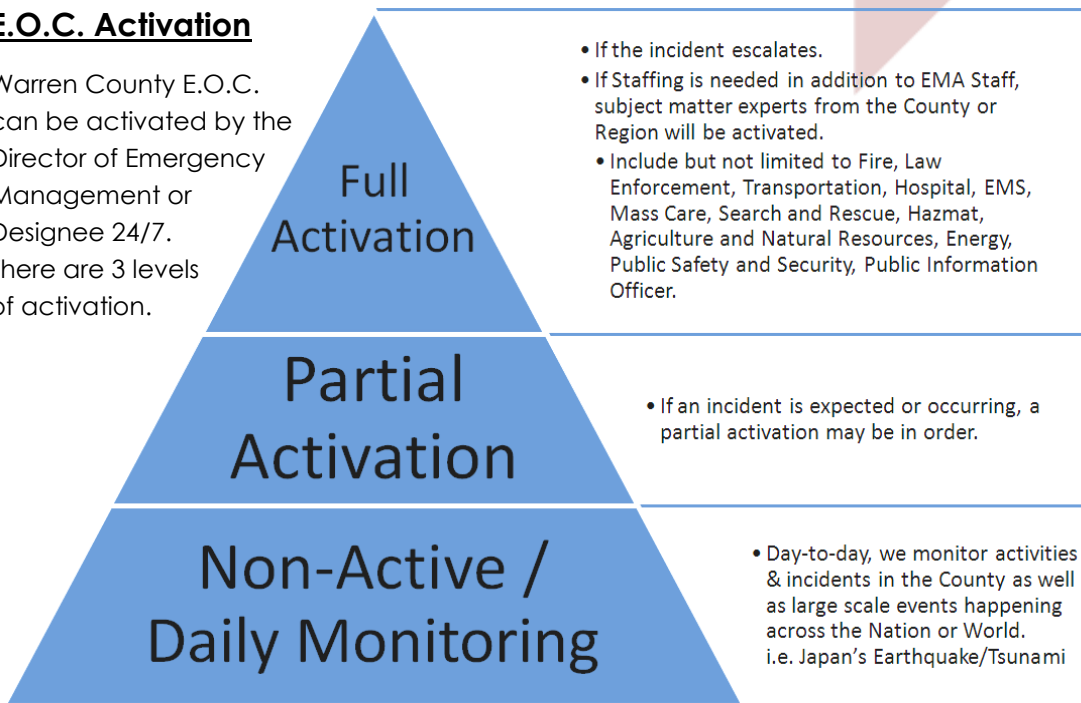 E.O.C. Activation
Warren County E.O.C.
can be activated by the
Director of Emergency
Management or
Designee 24/7.
there are 3 levels
of activation.
Full
Activation
• If the incident escalates.
• If Staffing is needed in addition to EMA Staff,
subject matter experts from the County or
Region will be activated.
• Include but not limited to Fire, Law
Enforcement, Transportation, Hospital, EMS,
Mass Care, Search and Rescue, Hazmat,
Agriculture and Natural Resources, Energy,
Public Safety and Security, Public Information
Officer.
Partial
Activation
• If an incident is expected or occurring, a
partial activation may be in order.
Non-Active /
Daily Monitoring
• Day-to-day, we monitor activities
& incidents in the County as well
as large scale events happening
across the Nation or World.
i.e. Japan's Earthquake/Tsunami